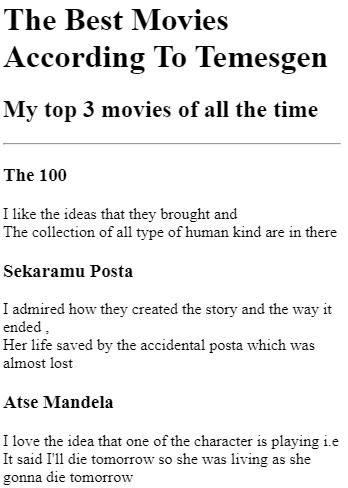 The Best Movies
According To Temesgen
My top 3 movies of all the time
The 100
I like the ideas that they brought and
The collection of all type of human kind are in there
Sekaramu Posta
I admired how they created the story and the way it
ended ,
Her life saved by the accidental posta which was
almost lost
Atse Mandela
I love the idea that one of the character is playing i.e
It said I'll die tomorrow so she was living as she
gonna die tomorrow